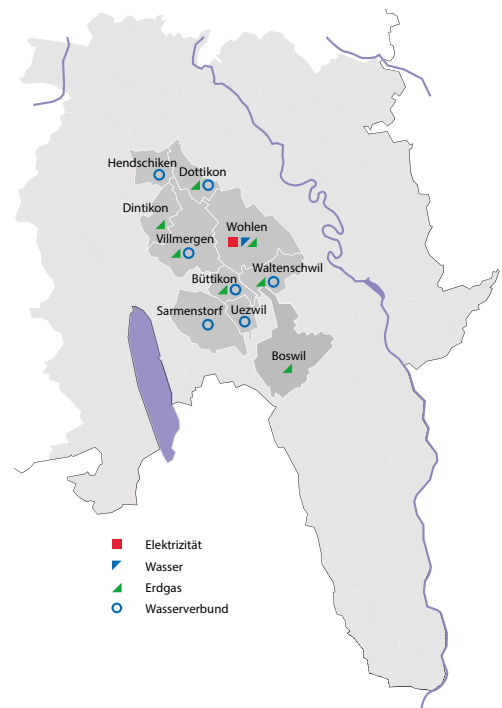 Hendschiken
Dottikon
Dintikon
Villmergen
Wohlen
Waltenschwil
Büttikon
Sarmenstorf
Uezwil
Boswil
Elektrizität
Wasser
Erdgas
Wasserverbund